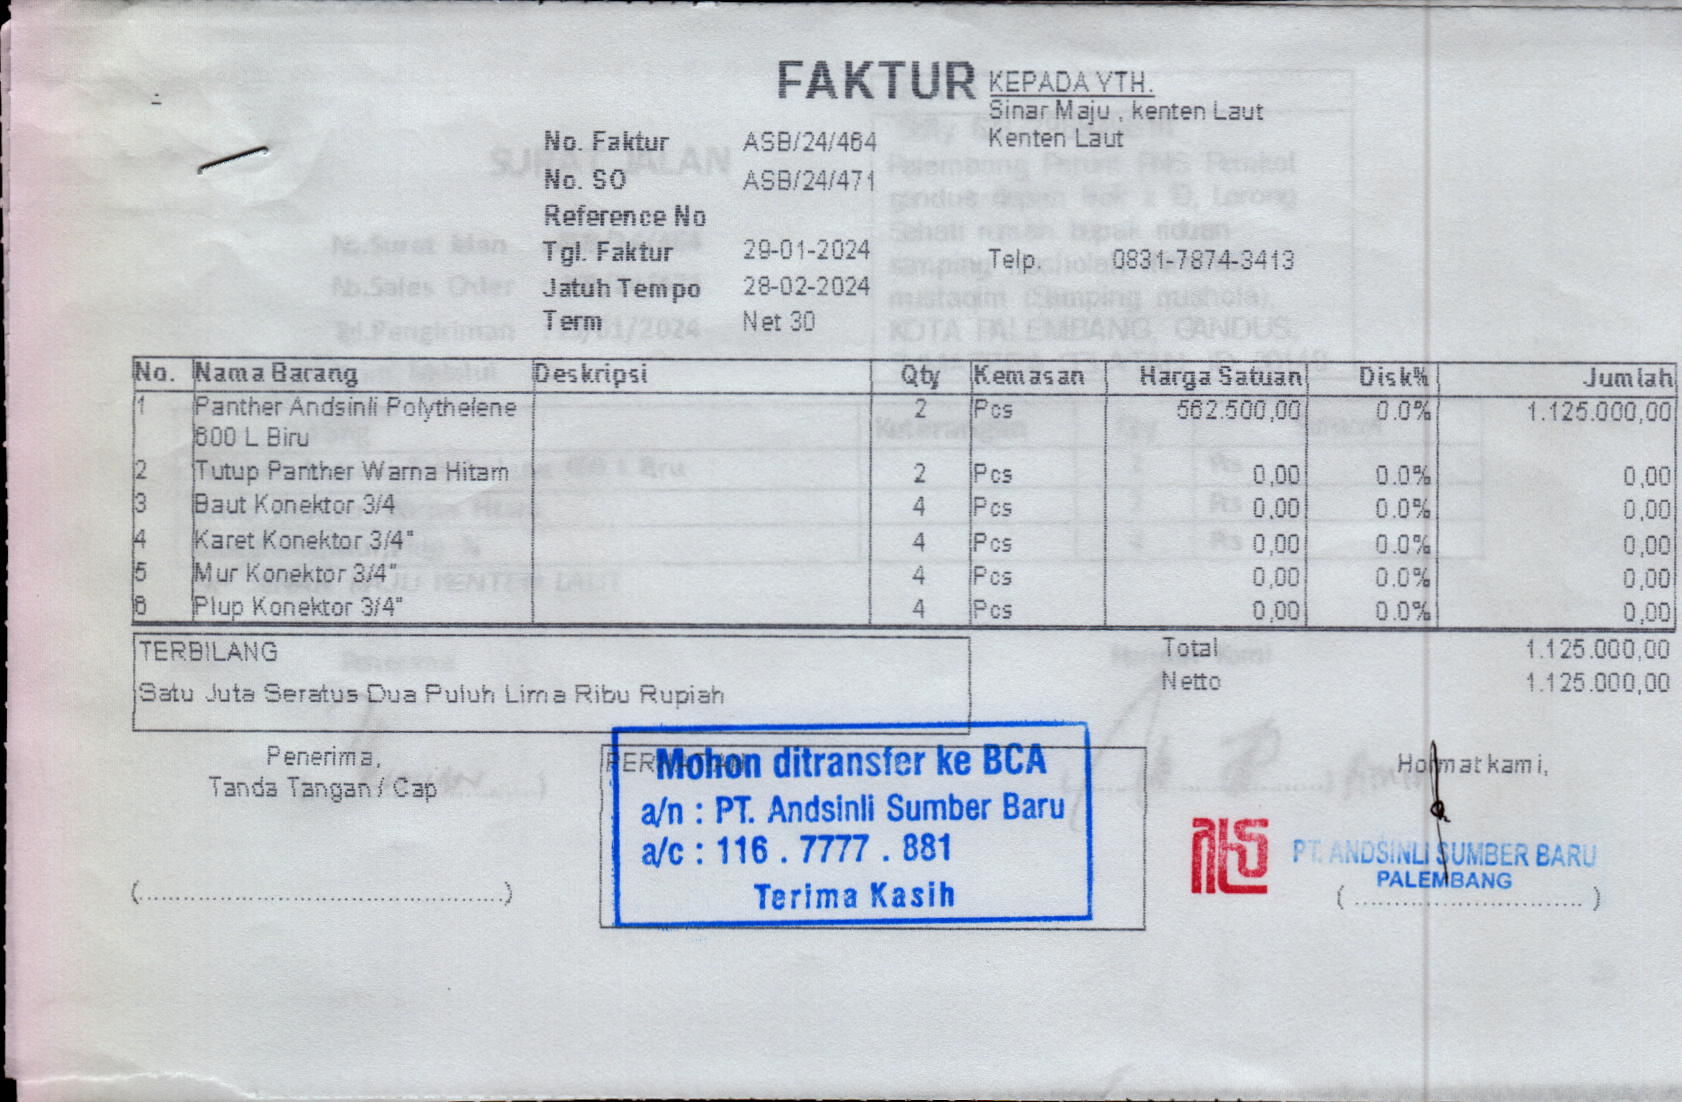 FAKTUR
KEPADA YTH.
Sinar Maju , kenten Laut
Kenten Laut
No. Faktur ASB/24/464
No. SO ASB/24/471
Reference No
Tgl. Faktur 29-01-2024
Telp. 0831-7874-3413
Jatuh Tempo 28-02-2024
Term Net 30
No. Nama Barang Deskripsi Qty Kemasan Harga Satuan Disk% Jumlah
1 Panther Andsinli Polythelene 2 Pcs 562.500,00 0.0% 1.125.000,00
600 L Biru
2 Tutup Panther Warna Hitam 2 Pcs 0,00 0.0% 0,00
3 Baut Konektor 3/4 4 Pcs 0,00 0.0% 0,00
4 Karet Konektor 3/4" 4 Pcs 0,00 0.0% 0,00
5 Mur Konektor 3/4" 4 Pcs 0,00 0.0% 0,00
6 Plup Konektor 3/4" 4 Pcs 0,00 0.0% 0,00
TERBILANG
Satu Juta Seratus Dua Puluh Lima Ribu Rupiah
Total 1.125.000,00
Netto 1.125.000,00
Penerima,
Tanda Tangan / Cap
Mohon ditransfer ke BCA
a/n : PT. Andsinli Sumber Baru
a/c : 116 . 7777 . 881
Terima Kasih
Hormat kami,
PT. ANDSINLI SUMBER BARU
PALEMBANG